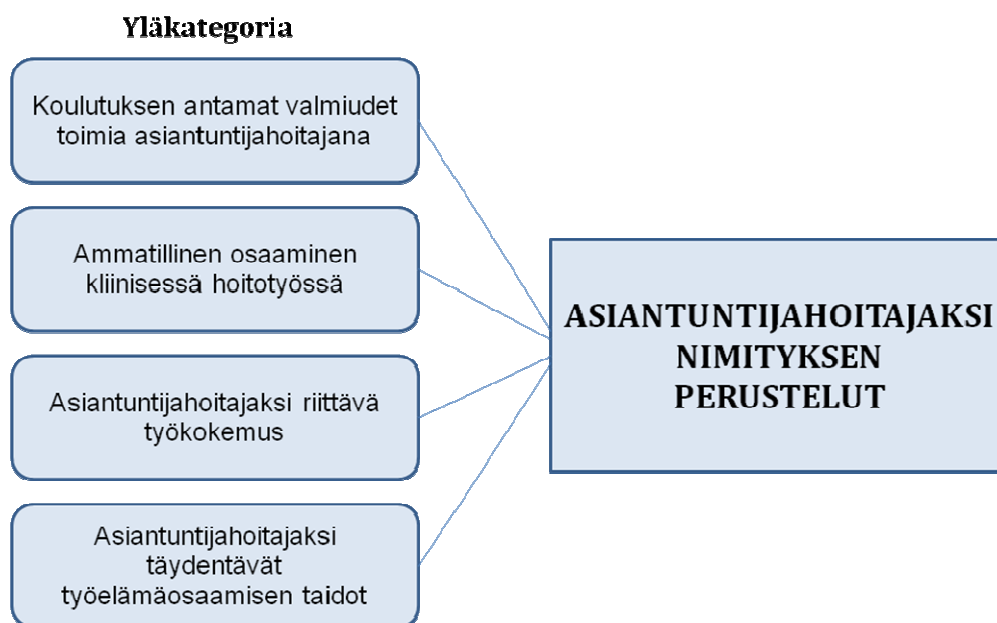 Yläkategoria
Koulutuksen antamat valmiudet
toimia asiantuntijahoitajana
Ammatillinen osaaminen
kliinisessä hoitotyössä
Asiantuntijahoitajaksi riittävä
työkokemus
Asiantuntijahoitajaksi
täydentävät
työelämäosaamisen taidot
ASIANTUNTIJAHOITAJAKSI
NIMITYKSEN
PERUSTELUT